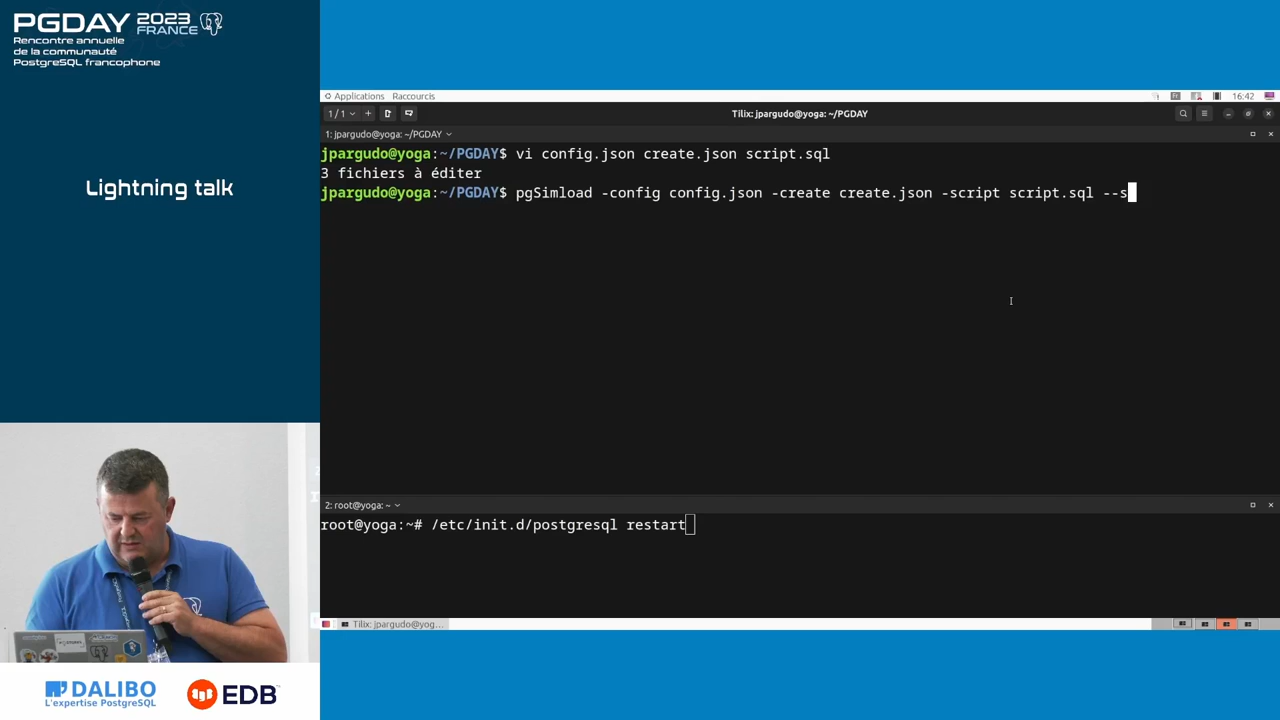 PGDAY 2023 FRANCE
Rencontre annuelle
de la communauté
PostgreSQL francophone
Lightning talk
DALIBO
L'expertise PostgreSQL
EDB
Applications Raccourcis
16:42
1 / 1
Tilix: jpargudo@yoga: ~/PGDAY
1: jpargudo@yoga: ~/PGDAY
jpargudo@yoga:~/PGDAY$ vi config.json create.json script.sql
3 fichiers à éditer
jpargudo@yoga:~/PGDAY$ pgSimload -config config.json -create create.json -script script.sql --s
2: root@yoga: ~
root@yoga:~# /etc/init.d/postgresql restart
Tilix: jpargudo@yog...